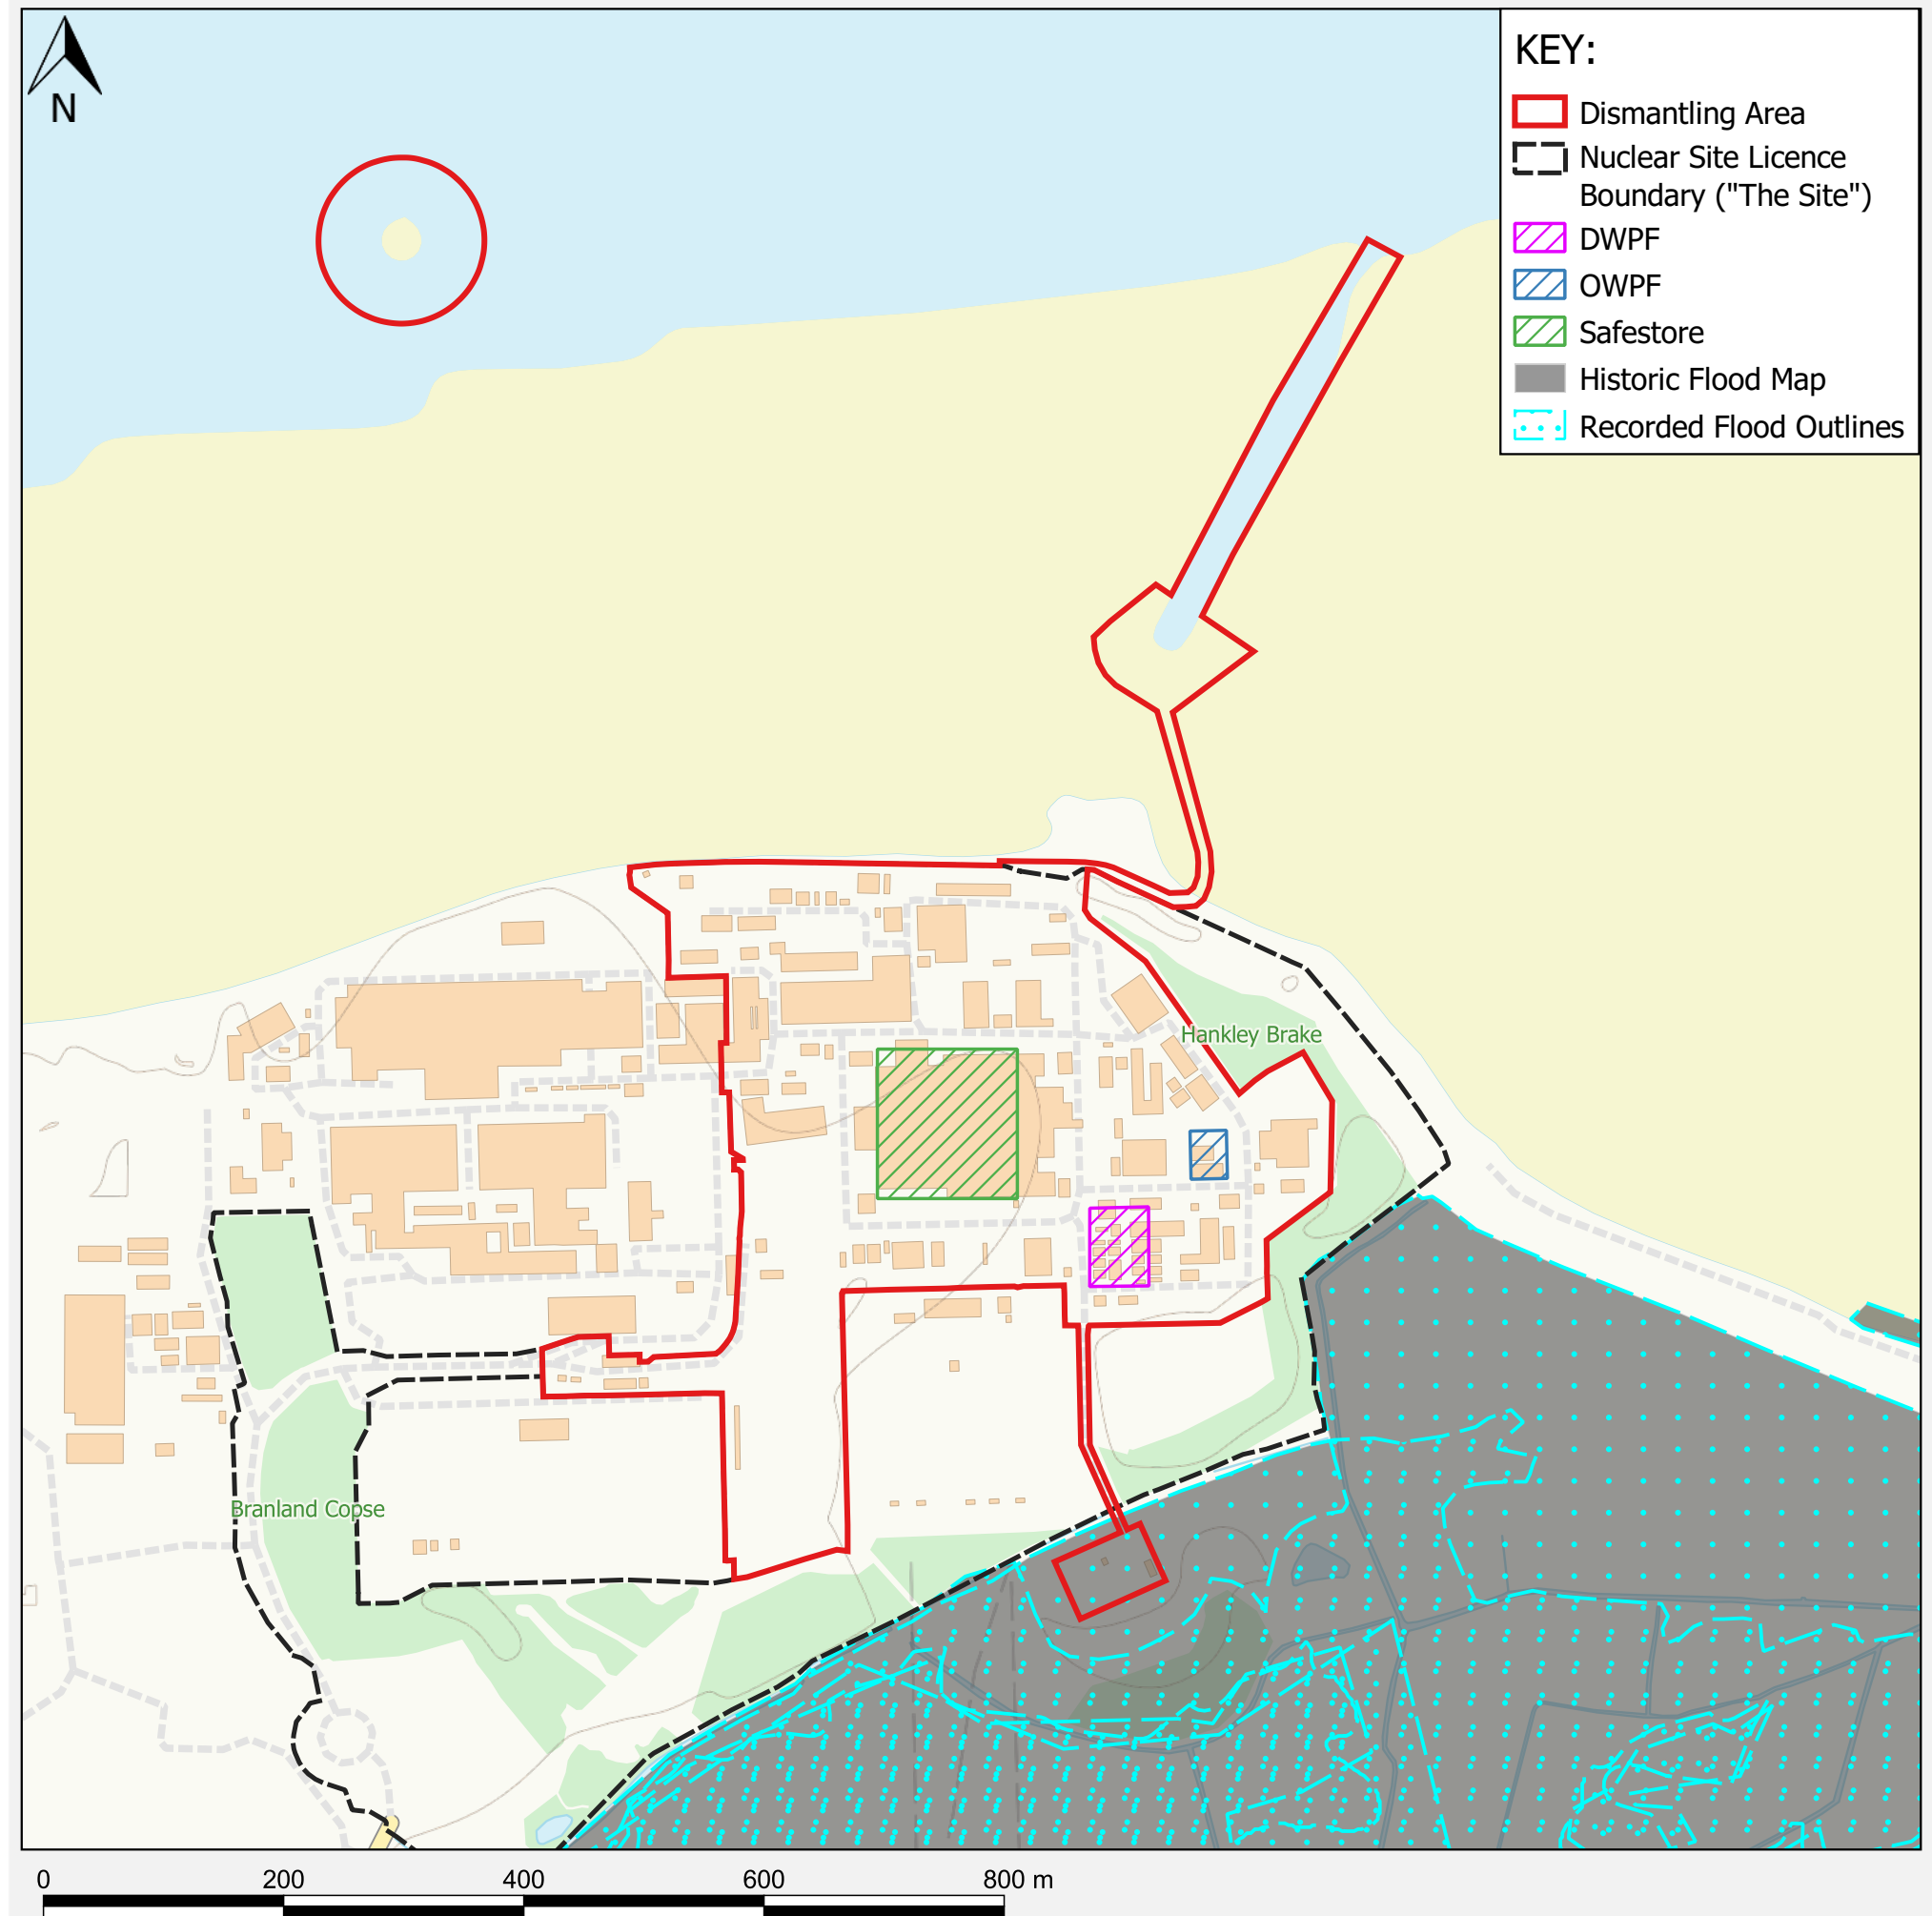 N
KEY:
Dismantling Area
Nuclear Site Licence
Boundary ("The Site")
DWPF
OWPF
Safestore
Historic Flood Map
Recorded Flood Outlines
Hankley Brake
Branland Copse
0 200 400 600 800 m